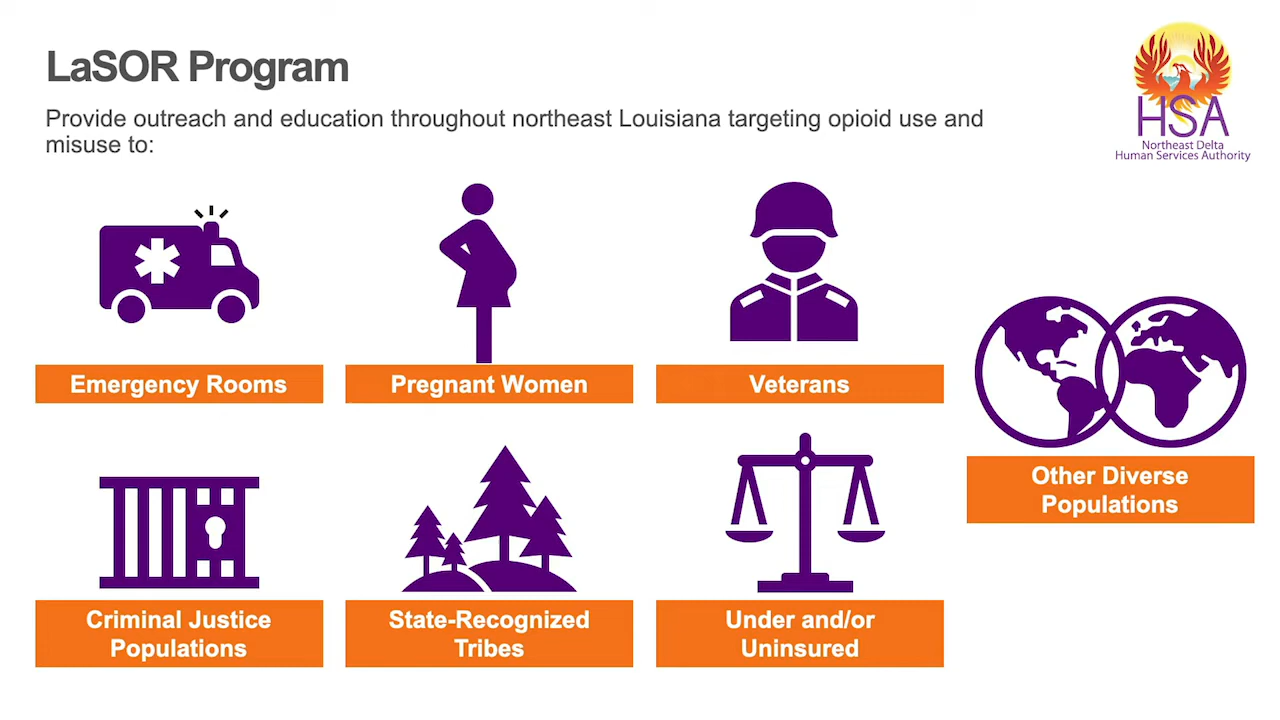 LaSOR Program
Provide outreach and education throughout northeast Louisiana targeting opioid use and
misuse to:
HSA
Northeast Delta
Human Services Authority
Emergency Rooms
Pregnant Women
Veterans
Other Diverse
Populations
Criminal Justice
Populations
State-Recognized
Tribes
Under and/or
Uninsured